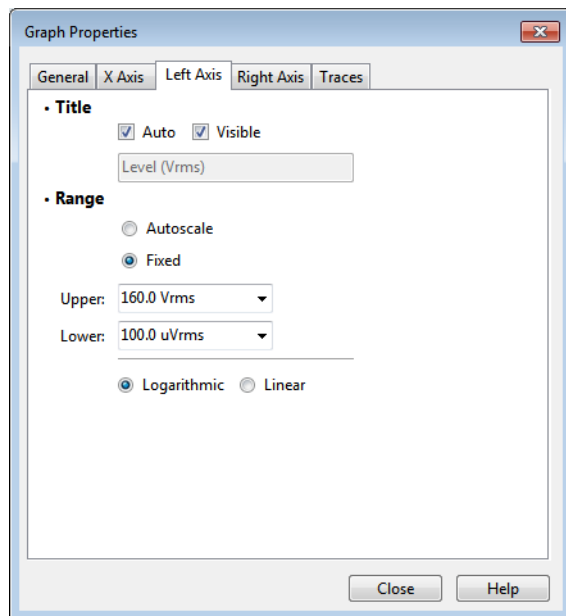 Graph Properties
General X Axis Left Axis Right Axis Traces
• Title
Auto Visible
Level (Vrms)
• Range
Autoscale
Fixed
Upper: 160.0 Vrms
Lower: 100.0 uVrms
Logarithmic Linear
Close Help